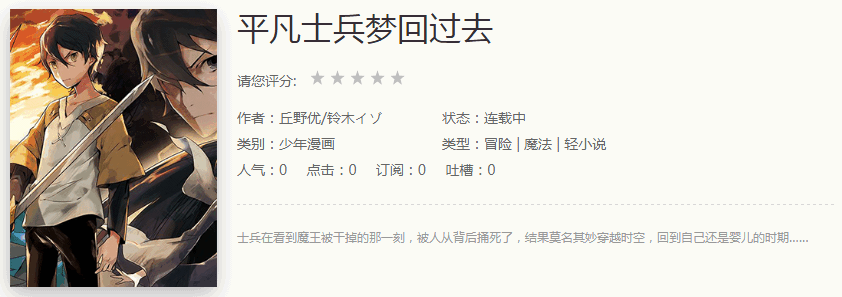 平凡士兵梦回过去
请您评分:
作者：丘野优/铃木イゾ 状态：连载中
类别：少年漫画 类型：冒险 | 魔法 | 轻小说
人气：0 点击：0 订阅：0 吐槽：0
士兵在看到魔王被干掉的那一刻，被人从背后捅死了，结果莫名其妙穿越时空，回到自己还是婴儿的时期……